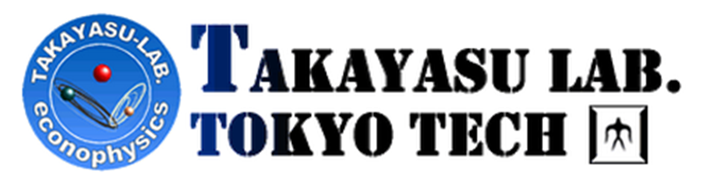 TAKAYASU-LAB.
econophysics
TAKAYASU LAB.
TOKYO TECH